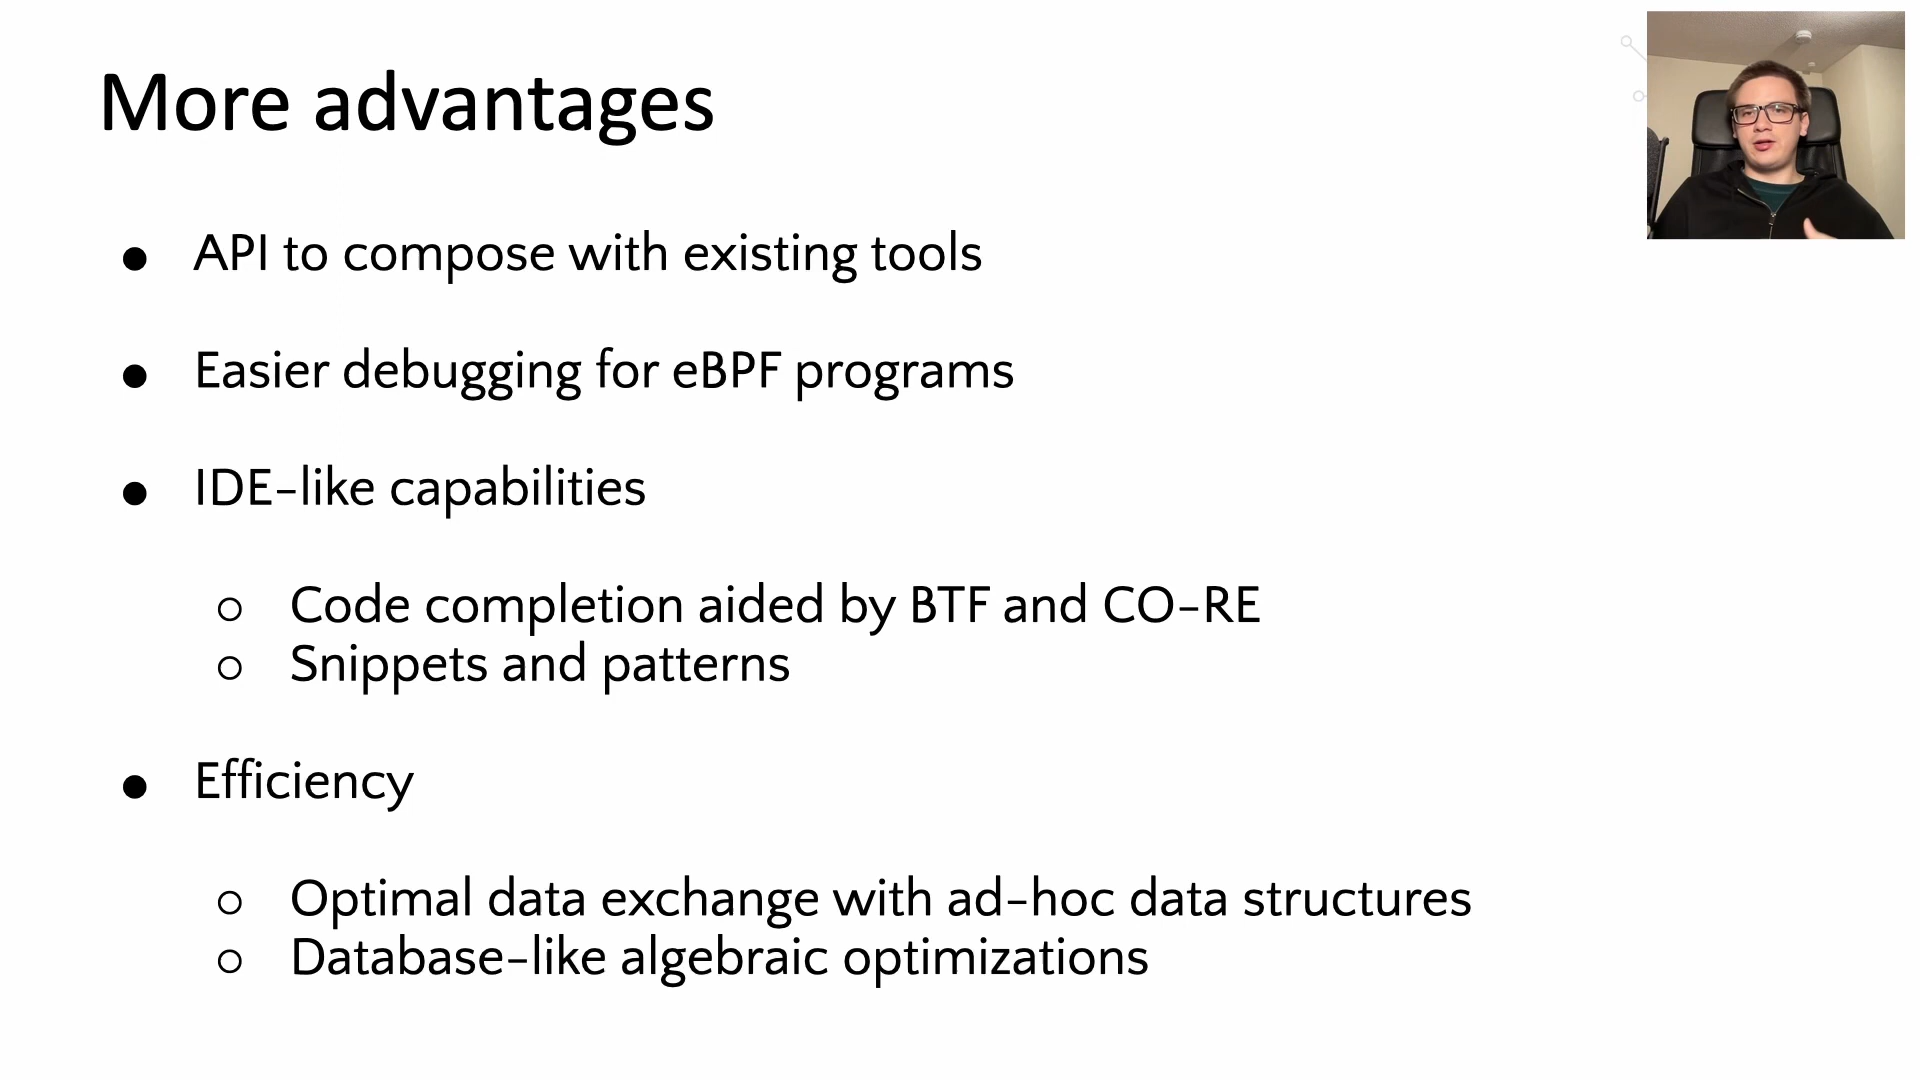 More advantages
● API to compose with existing tools
● Easier debugging for eBPF programs
● IDE-like capabilities
○ Code completion aided by BTF and CO-RE
○ Snippets and patterns
● Efficiency
○ Optimal data exchange with ad-hoc data structures
○ Database-like algebraic optimizations